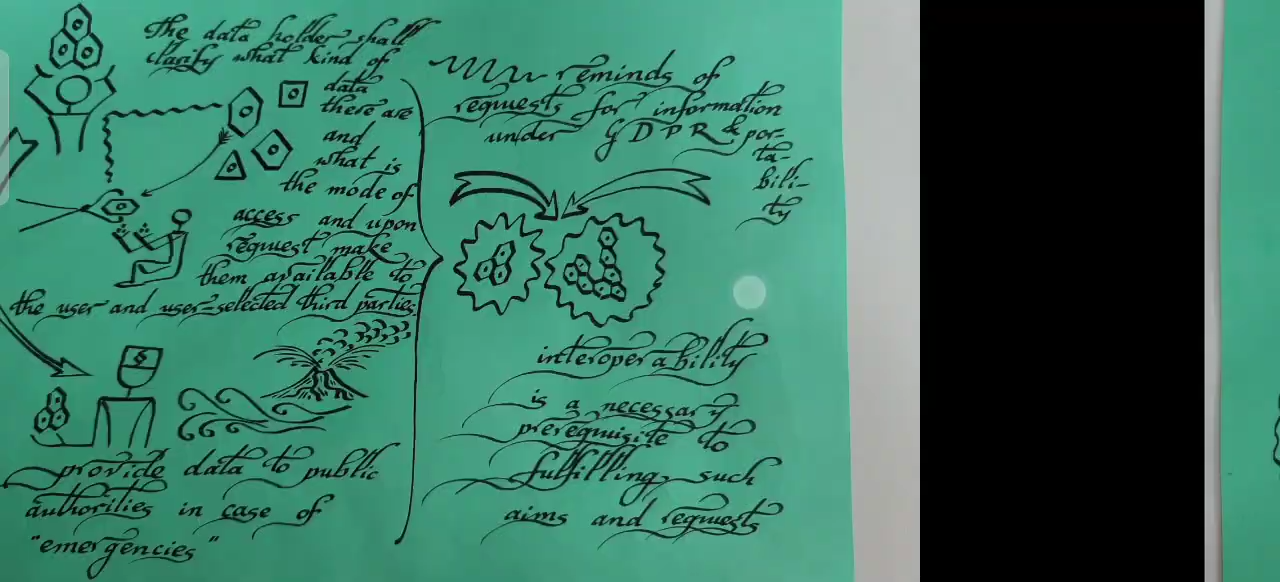 The data holder shall
clarify what kind of
data
there are
and
what is
the mode of
access and upon
request make
them available to
the user and user-selected third parties
provide data to public
authorities in case of
"emergencies"
reminds of
requests for information
under GDPR & por-
ta-
bili-
ty
interoperability
is a necessary
prerequisite to
fulfilling such
aims and requests